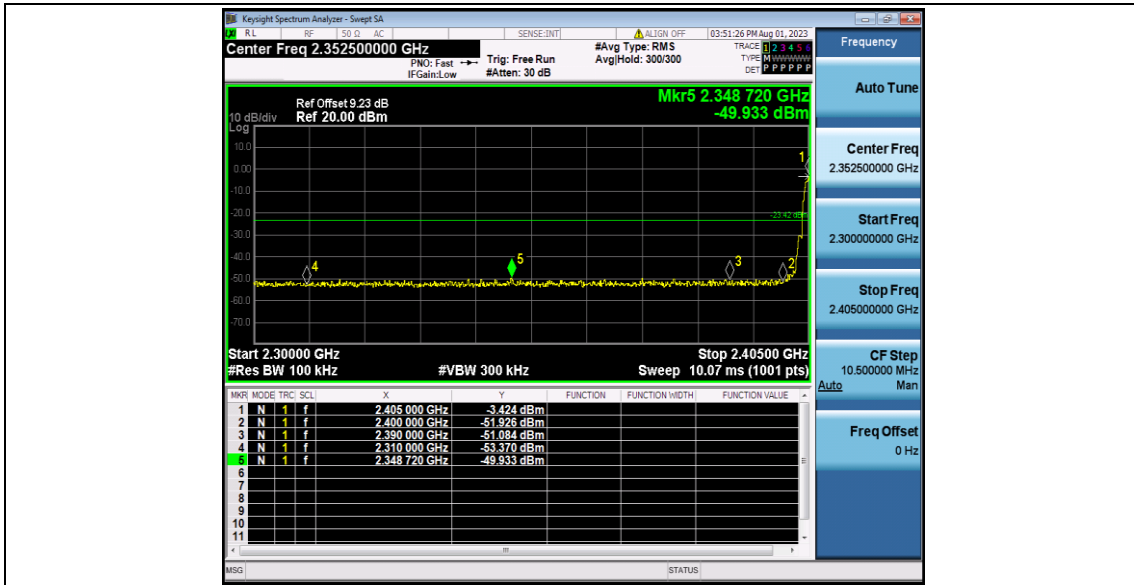 Keysight Spectrum Analyzer - Swept SA
LXI RL RF 50 Ω AC SENSE:INT ALIGN OFF 03:51:26 PM Aug 01, 2023
Center Freq 2.352500000 GHz #Avg Type: RMS TRACE 1 2 3 4 5 6
PNO: Fast Trig: Free Run Avg|Hold: 300/300 TYPE M WWWWW
IFGain:Low #Atten: 30 dB DET P P P P P P
Frequency
Auto Tune
Mkr5 2.348 720 GHz
-49.933 dBm
Ref Offset 9.23 dB
10 dB/div Ref 20.00 dBm
Log
10.0
0.00
-10.0
-20.0
-30.0
-40.0
-50.0
-60.0
-70.0
1
-23.42 dBm
4
5
3
2
Start 2.30000 GHz Stop 2.40500 GHz
#Res BW 100 kHz #VBW 300 kHz Sweep 10.07 ms (1001 pts)
Center Freq
2.352500000 GHz
Start Freq
2.300000000 GHz
Stop Freq
2.405000000 GHz
CF Step
10.500000 MHz
Auto Man
Freq Offset
0 Hz
MKR MODE TRC SCL X Y FUNCTION FUNCTION WIDTH FUNCTION VALUE
1 N 1 f 2.405 000 GHz -3.424 dBm
2 N 1 f 2.400 000 GHz -51.926 dBm
3 N 1 f 2.390 000 GHz -51.084 dBm
4 N 1 f 2.310 000 GHz -53.370 dBm
5 N 1 f 2.348 720 GHz -49.933 dBm
6
7
8
9
10
11
MSG STATUS